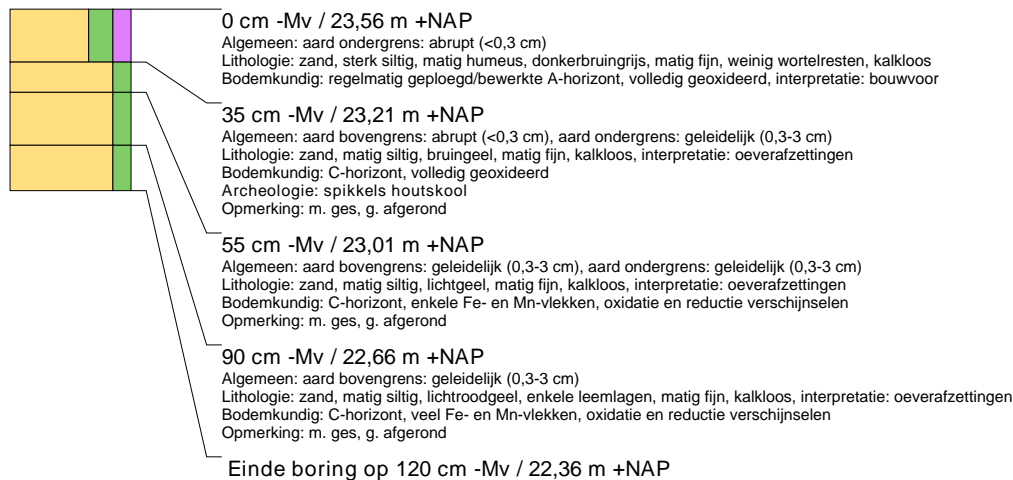 0 cm -Mv / 23,56 m +NAP
Algemeen: aard ondergrens: abrupt (<0,3 cm)
Lithologie: zand, sterk siltig, matig humeus, donkerbruingrijs, matig fijn, weinig wortelresten, kalkloos
Bodemkundig: regelmatig geploegd/bewerkte A-horizont, volledig geoxideerd, interpretatie: bouwvoor
35 cm -Mv / 23,21 m +NAP
Algemeen: aard bovengrens: abrupt (<0,3 cm), aard ondergrens: geleidelijk (0,3-3 cm)
Lithologie: zand, matig siltig, bruingeel, matig fijn, kalkloos, interpretatie: oeverafzettingen
Bodemkundig: C-horizont, volledig geoxideerd
Archeologie: spikkels houtskool
Opmerking: m. ges, g. afgerond
55 cm -Mv / 23,01 m +NAP
Algemeen: aard bovengrens: geleidelijk (0,3-3 cm), aard ondergrens: geleidelijk (0,3-3 cm)
Lithologie: zand, matig siltig, lichtgeel, matig fijn, kalkloos, interpretatie: oeverafzettingen
Bodemkundig: C-horizont, enkele Fe- en Mn-vlekken, oxidatie en reductie verschijnselen
Opmerking: m. ges, g. afgerond
90 cm -Mv / 22,66 m +NAP
Algemeen: aard bovengrens: geleidelijk (0,3-3 cm)
Lithologie: zand, matig siltig, lichtroodgeel, enkele leemlagen, matig fijn, kalkloos, interpretatie: oeverafzettingen
Bodemkundig: C-horizont, veel Fe- en Mn-vlekken, oxidatie en reductie verschijnselen
Opmerking: m. ges, g. afgerond
Einde boring op 120 cm -Mv / 22,36 m +NAP